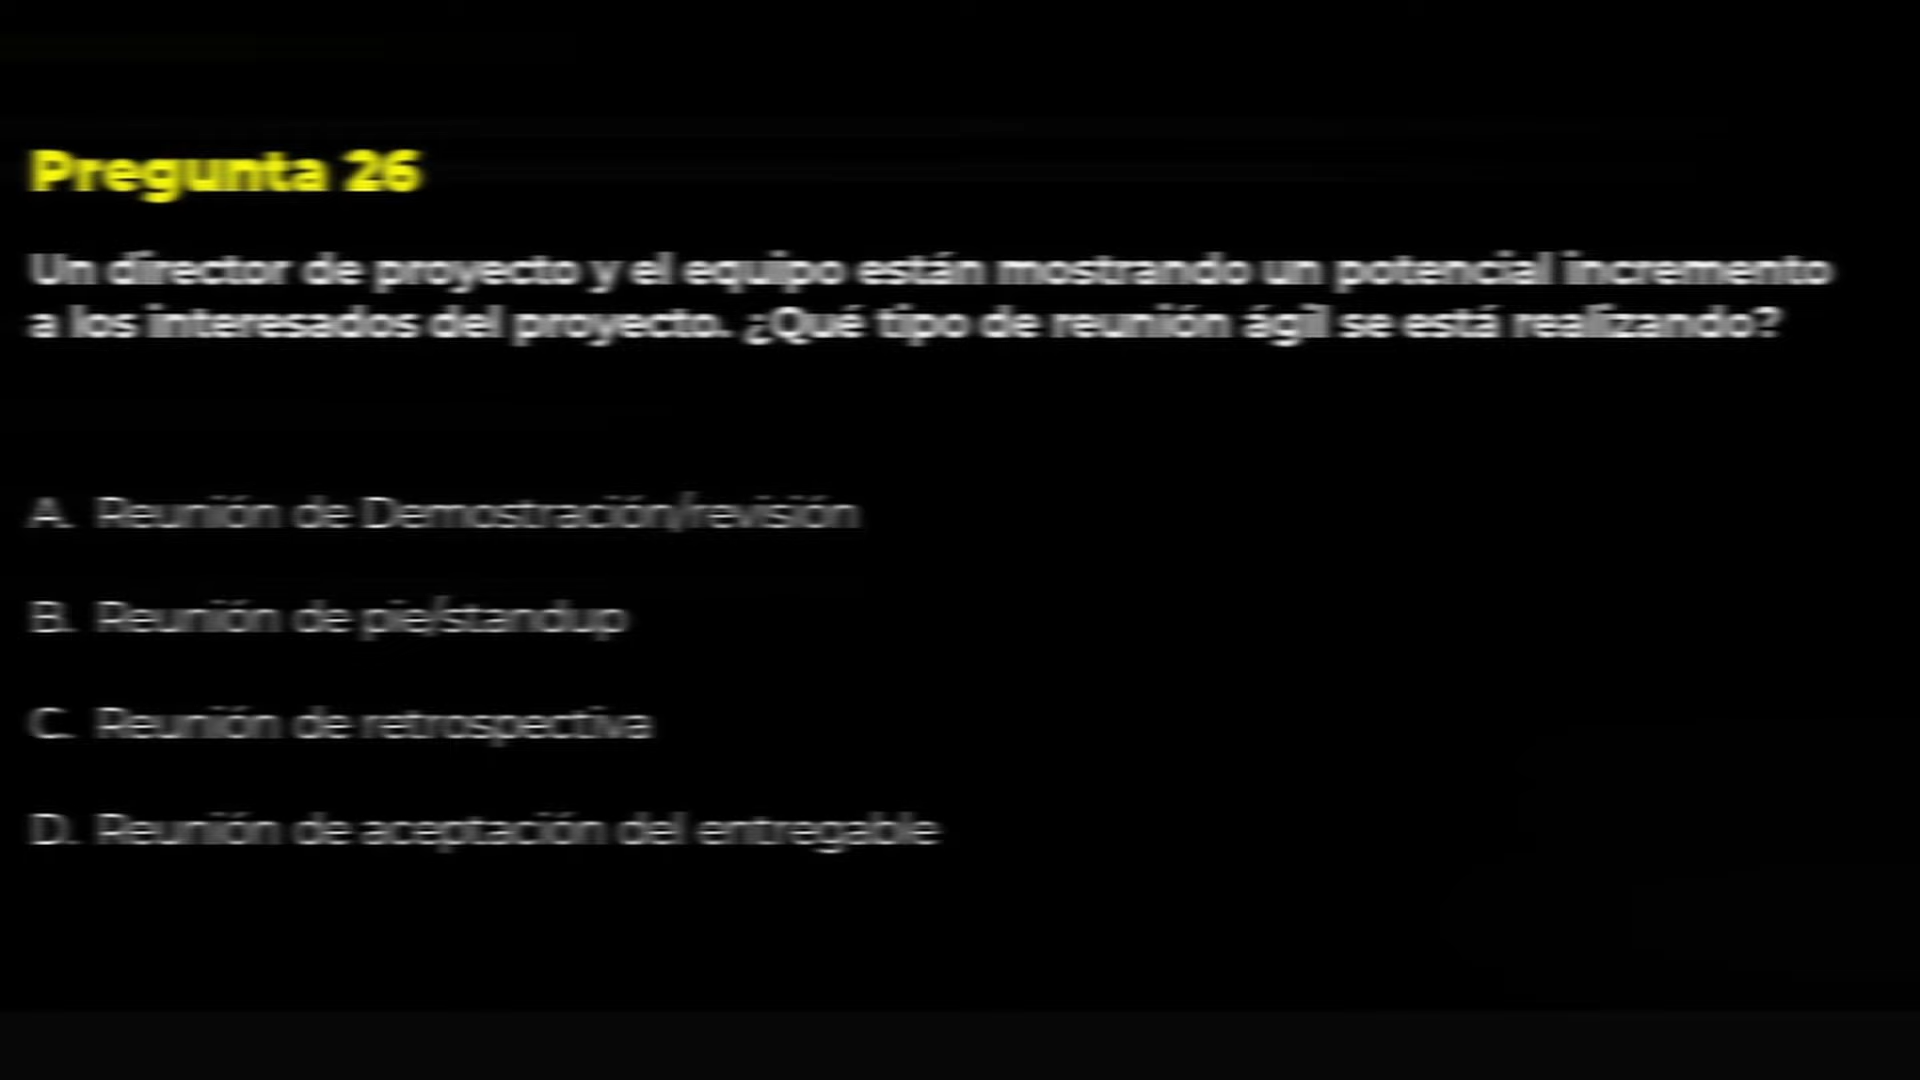 Pregunta 26
Un director de proyecto y el equipo están mostrando un potencial incremento
a los interesados del proyecto. ¿Qué tipo de reunión ágil se está realizando?
A. Reunión de Demostración/revisión
B. Reunión de pie/standup
C. Reunión de retrospectiva
D. Reunión de aceptación del entregable